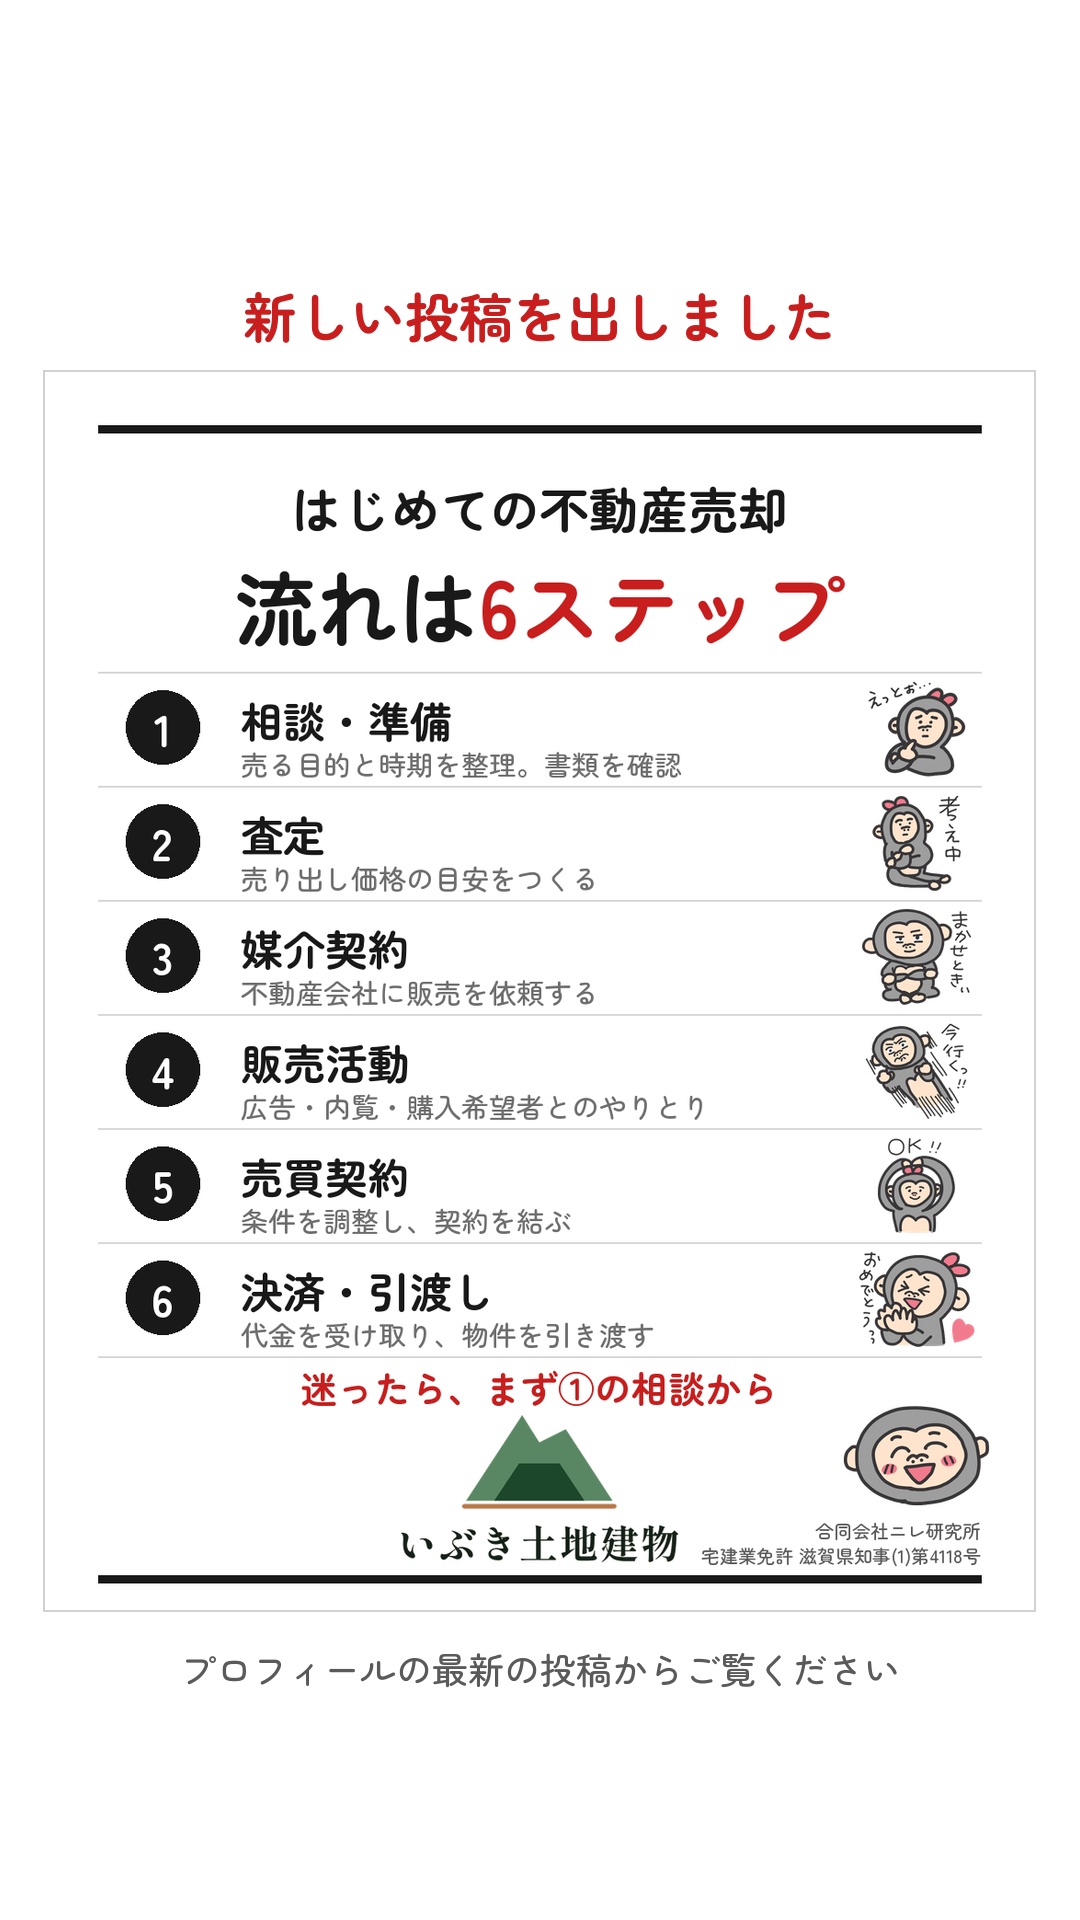 新しい投稿を出しました
はじめての不動産売却
流れは6ステップ
1
相談・準備
売る目的と時期を整理。書類を確認
えっとぉ…
2
査定
売り出し価格の目安をつくる
考え中
3
媒介契約
不動産会社に販売を依頼する
まかせときぃ
4
販売活動
広告・内覧・購入希望者とのやりとり
今行くっ!!
5
売買契約
条件を調整し、契約を結ぶ
OK!!
6
決済・引渡し
代金を受け取り、物件を引き渡す
おめでとうっ
迷ったら、まず①の相談から
いぶき土地建物
合同会社ニレ研究所
宅建業免許 滋賀県知事(1)第4118号
プロフィールの最新の投稿からご覧ください